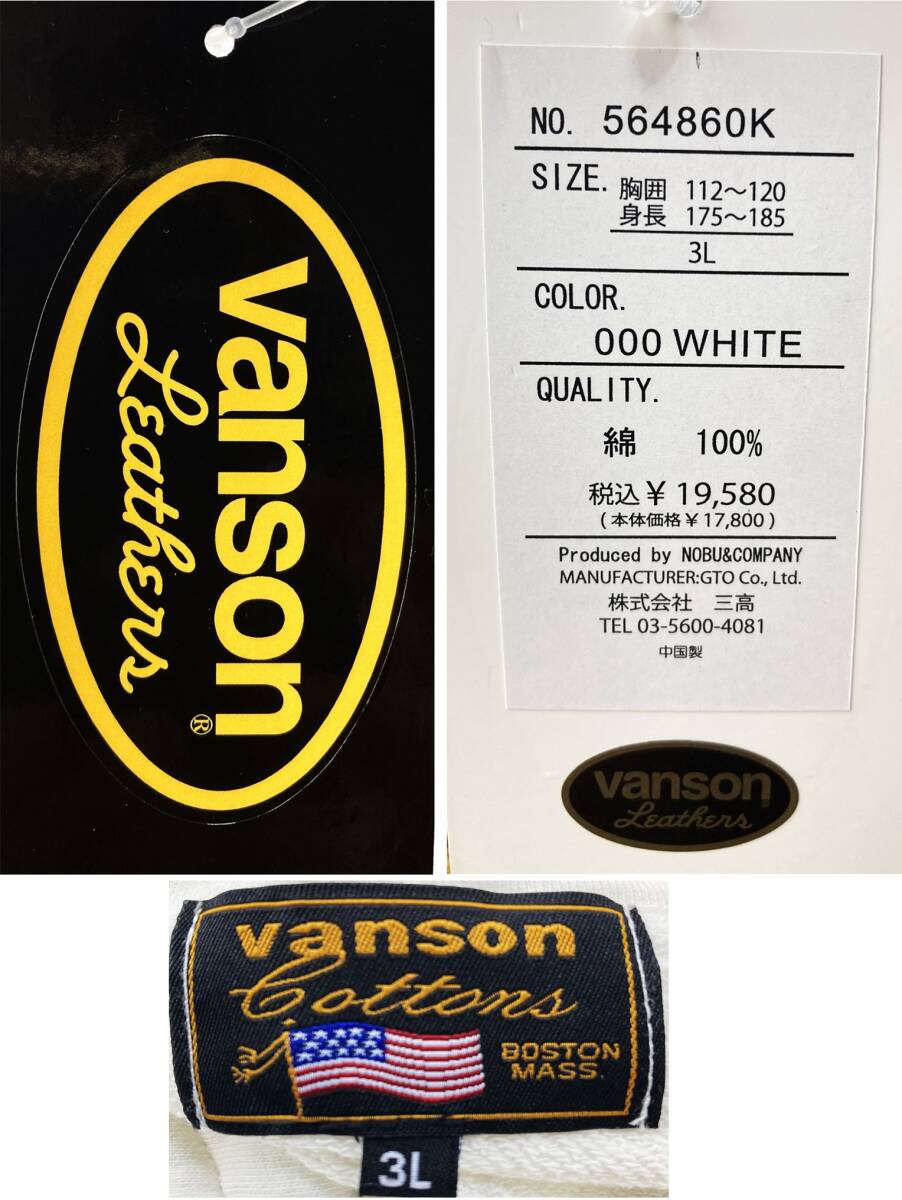 vanson
Leathers
®
NO. 564860K
SIZE. 胸囲 112～120
身長 175～185
3L
COLOR.
000 WHITE
QUALITY.
綿 100%
税込￥19,580
(本体価格￥17,800)
Produced by NOBU&COMPANY
MANUFACTURER:GTO Co., Ltd.
株式会社 三高
TEL 03-5600-4081
中国製
vanson
Leathers
vanson
Cottons
BOSTON
MASS.
3L